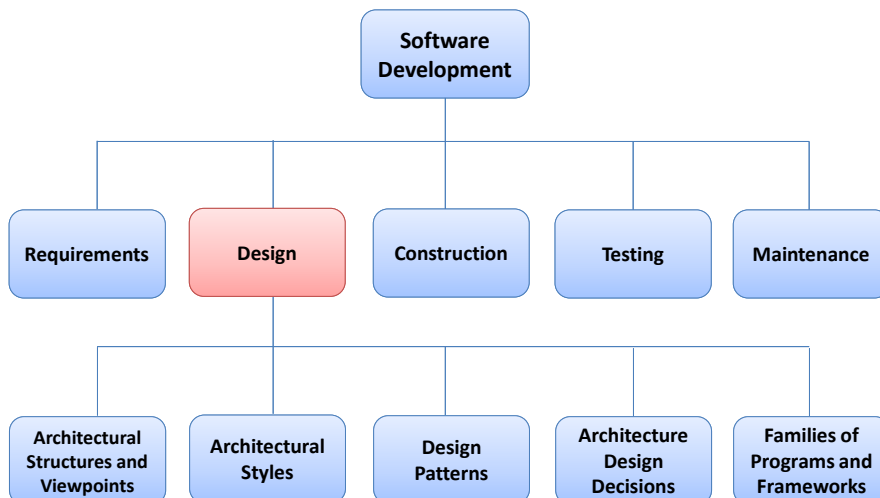 Software
Development
Requirements
Design
Construction
Testing
Maintenance
Architectural
Structures and
Viewpoints
Architectural
Styles
Design
Patterns
Architecture
Design
Decisions
Families of
Programs and
Frameworks